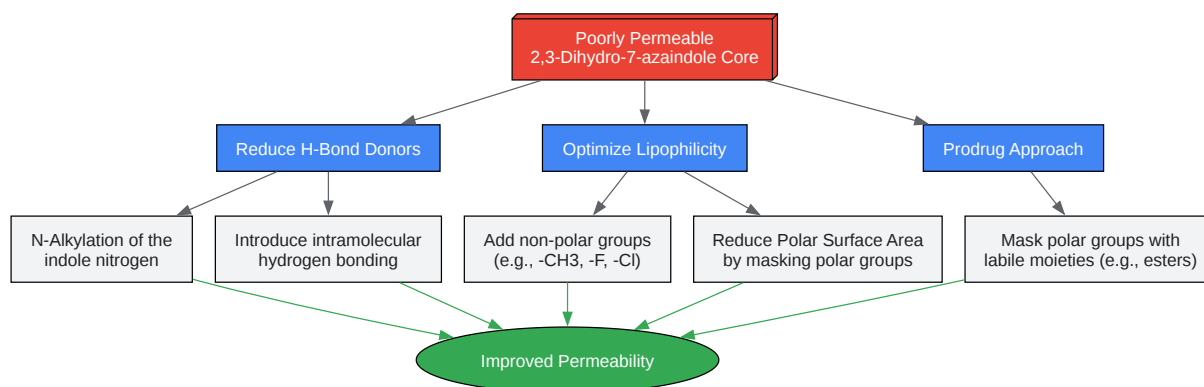 Poorly Permeable
2,3-Dihydro-7-azaindole Core
Reduce H-Bond Donors
Optimize Lipophilicity
Prodrug Approach
N-Alkylation of the
indole nitrogen
Introduce intramolecular
hydrogen bonding
Add non-polar groups
(e.g., -CH3, -F, -Cl)
Reduce Polar Surface Area
by masking polar groups
Mask polar groups with
labile moieties (e.g., esters)
Improved Permeability